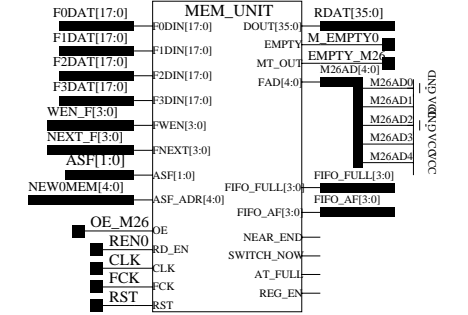 MEM_UNIT
F0DAT[17:0]
F0DIN[17:0]
F1DAT[17:0]
F1DIN[17:0]
F2DAT[17:0]
F2DIN[17:0]
F3DAT[17:0]
F3DIN[17:0]
WEN_F[3:0]
FWEN[3:0]
NEXT_F[3:0]
FNEXT[3:0]
ASF[1:0]
ASF[1:0]
NEW0MEM[4:0]
ASF_ADR[4:0]
OE_M26
OE
REN0
RD_EN
CLK
CLK
FCK
FCK
RST
RST
DOUT[35:0]
RDAT[35:0]
EMPTY
M_EMPTY0
MT_OUT
EMPTY_M26
FAD[4:0]
M26AD[4:0]
M26AD0
GND
M26AD1
VCC
M26AD2
GND
M26AD3
VCC
M26AD4
VCC
FIFO_FULL[3:0]
FIFO_FULL[3:0]
FIFO_AF[3:0]
FIFO_AF[3:0]
NEAR_END
SWITCH_NOW
AT_FULL
REG_EN